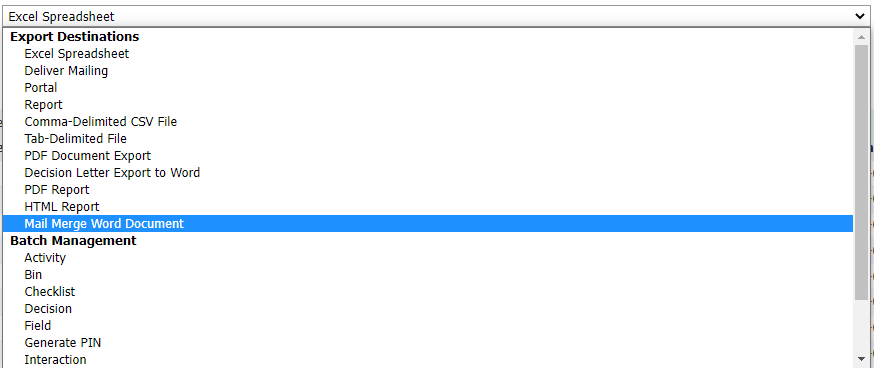 Excel Spreadsheet
Export Destinations
Excel Spreadsheet
Deliver Mailing
Portal
Report
Comma-Delimited CSV File
Tab-Delimited File
PDF Document Export
Decision Letter Export to Word
PDF Report
HTML Report
Mail Merge Word Document
Batch Management
Activity
Bin
Checklist
Decision
Field
Generate PIN
Interaction